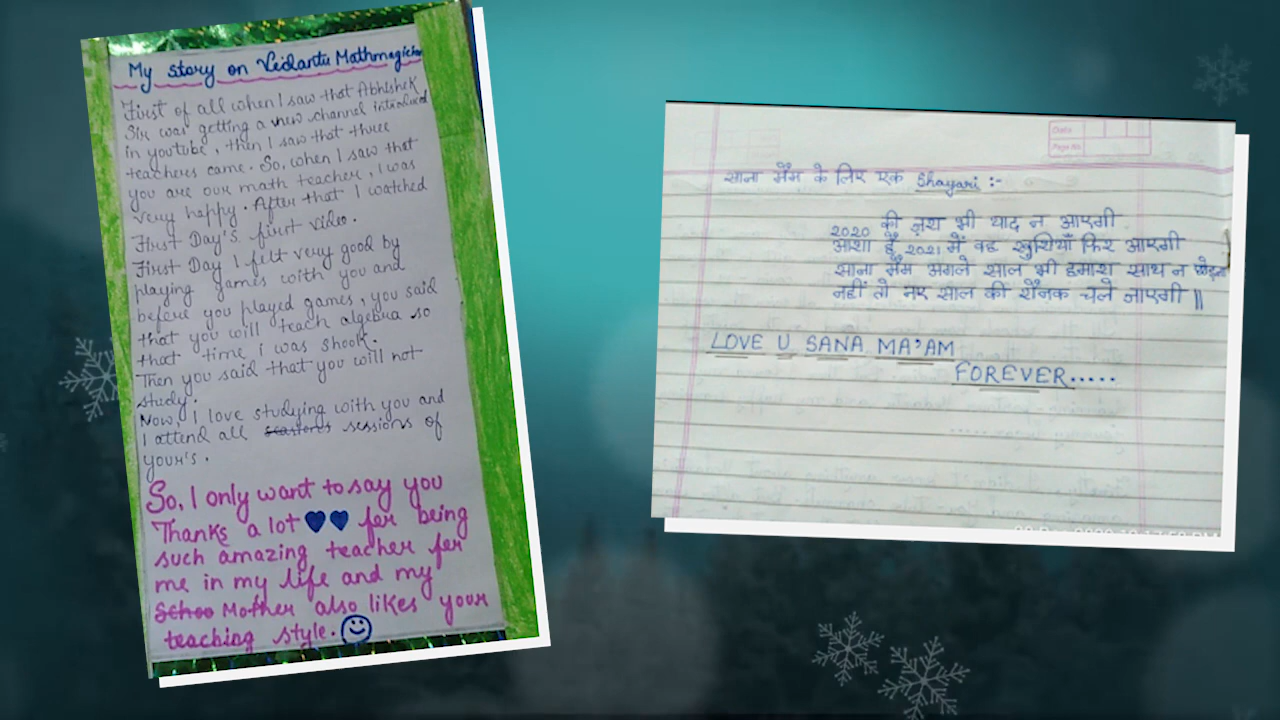 My story on Vedantu Mathmagician
First of all when I saw that Abhishek
Sir was getting a new channel introduced
in youtube, then I saw that three
teachers came. So, when I saw that
you are our math teacher, I was
very happy. After that I watched
First Day's first video.
First Day I felt very good by
playing games with you and
before you played games, you said
that you will teach algebra so
that time i was shook.
Then you said that you will not
study.
Now, I love studying with you and
I attend all sessions of
your's.
So, I only want to say you
Thanks a lot for being
such amazing teacher for
me in my life and my
Mother also likes your
teaching style.
Date
Page No.
साना मैम के लिए एक Shayari :-
2020 की भी याद न आएगी
आशा है 2021 में वह खुशियाँ फिर आएगी
साना मैम अगले साल भी हमारा साथ न छोड़ना
नहीं तो नए साल की रौनक चले जाएगी ||
LOVE U SANA MA'AM
FOREVER.....